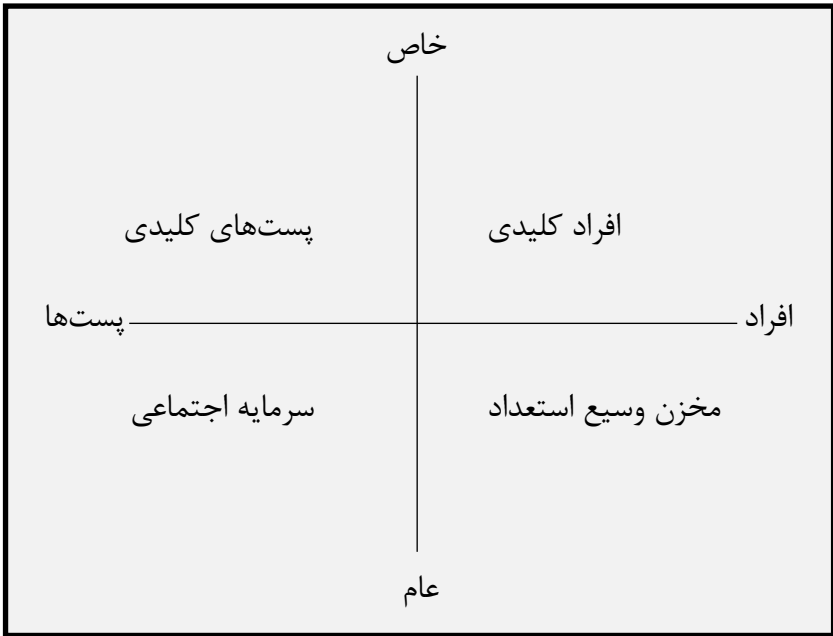 خاص
افراد کلیدی
پست‌های کلیدی
افراد
پست‌ها
مخزن وسیع استعداد
سرمایه اجتماعی
عام